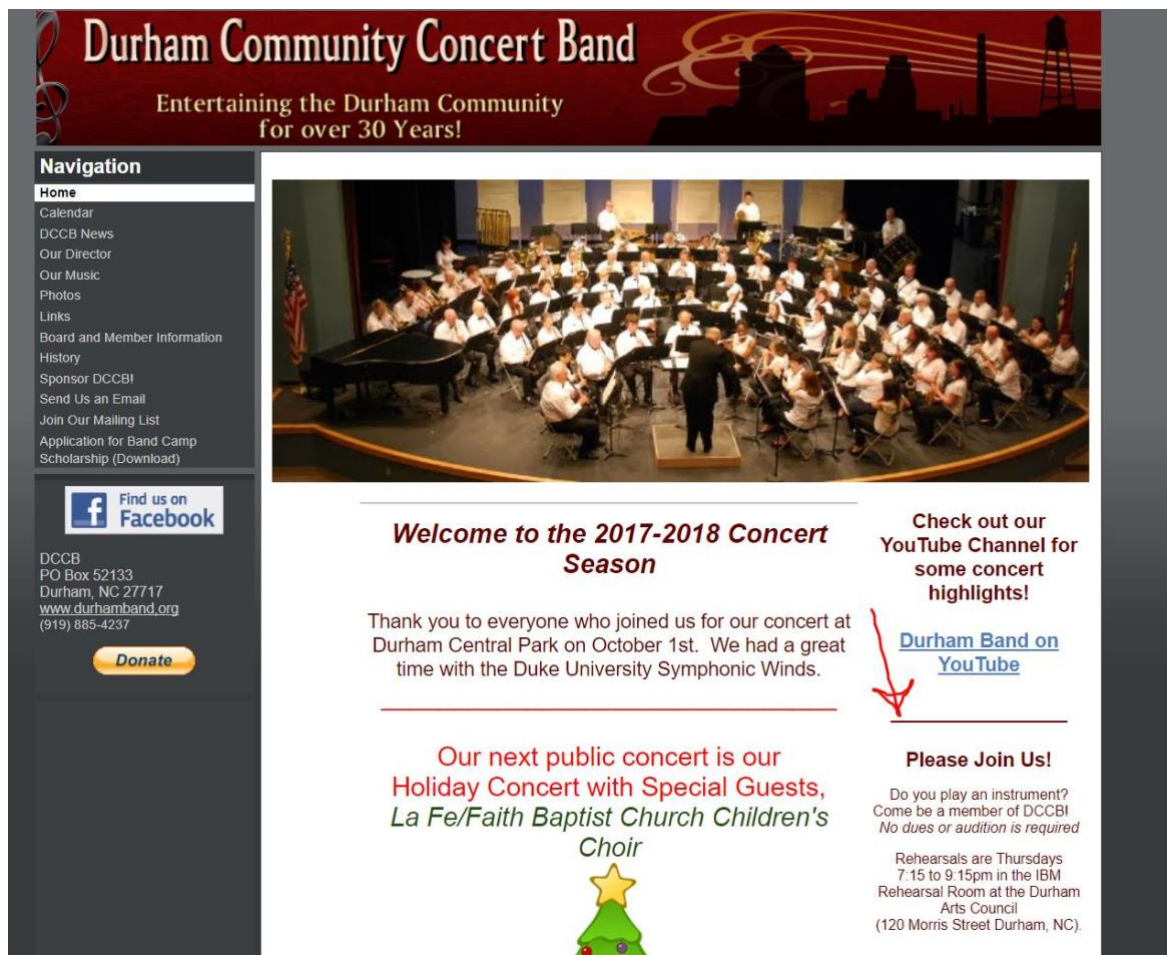 Durham Community Concert Band
Entertaining the Durham Community
for over 30 Years!
Navigation
Home
Calendar
DCCB News
Our Director
Our Music
Photos
Links
Board and Member Information
History
Sponsor DCCB!
Send Us an Email
Join Our Mailing List
Application for Band Camp
Scholarship (Download)
Find us on
Facebook
DCCB
PO Box 52133
Durham, NC 27717
www.durhamband.org
(919) 885-4237
Donate
Welcome to the 2017-2018 Concert
Season
Thank you to everyone who joined us for our concert at
Durham Central Park on October 1st. We had a great
time with the Duke University Symphonic Winds.
Our next public concert is our
Holiday Concert with Special Guests,
La Fe/Faith Baptist Church Children's
Choir
Check out our
YouTube Channel for
some concert
highlights!
Durham Band on
YouTube
Please Join Us!
Do you play an instrument?
Come be a member of DCCB!
No dues or audition is required
Rehearsals are Thursdays
7:15 to 9:15pm in the IBM
Rehearsal Room at the Durham
Arts Council
(120 Morris Street Durham, NC).